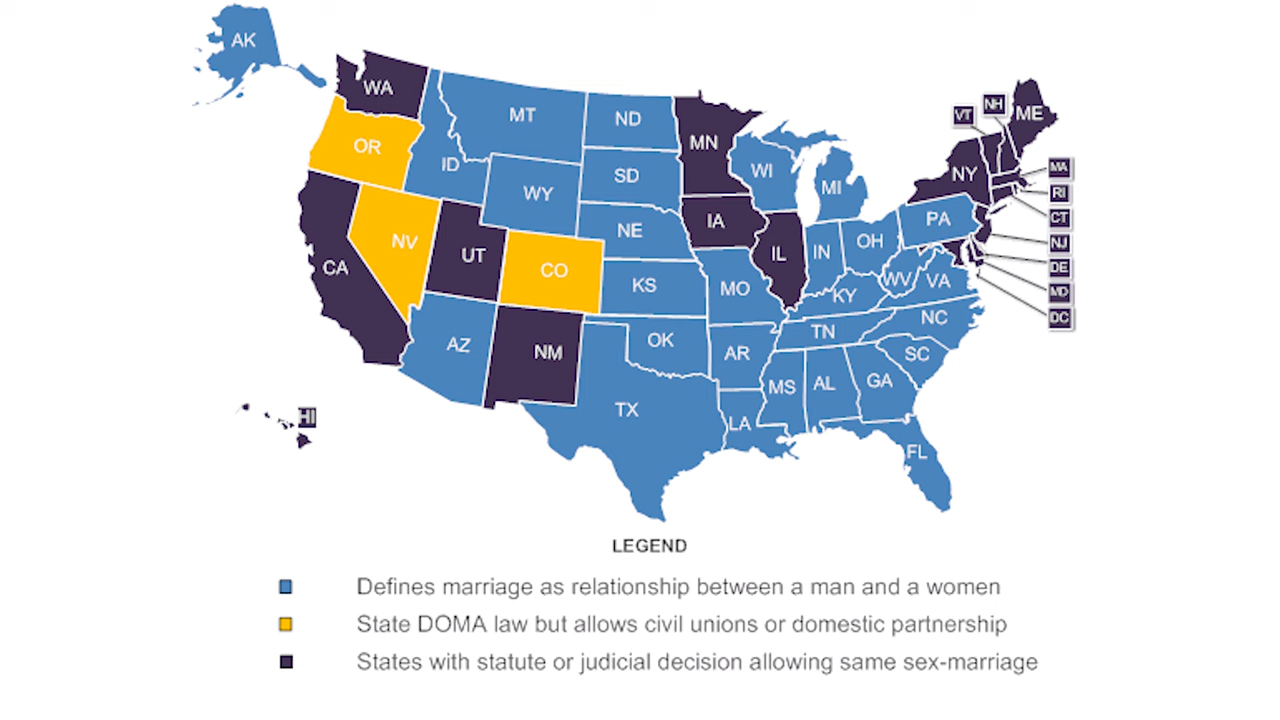 AK
WA
MT
ND
MN
VT
NH
ME
OR
ID
WY
SD
WI
MI
NY
MA
RI
CT
NJ
DE
MD
DC
CA
NV
UT
CO
NE
IA
IL
IN
OH
PA
KS
MO
KY
WV
VA
AZ
NM
OK
AR
TN
NC
SC
TX
LA
MS
AL
GA
FL
HI
LEGEND
Defines marriage as relationship between a man and a women
State DOMA law but allows civil unions or domestic partnership
States with statute or judicial decision allowing same sex-marriage